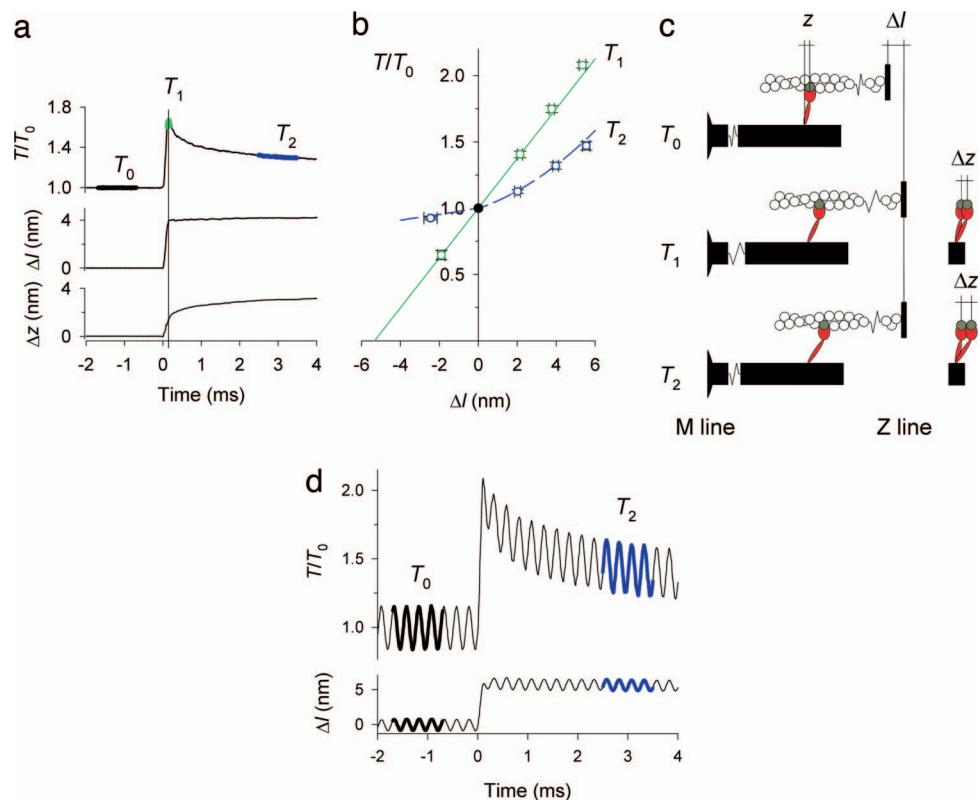 a
T₁
T/T₀
1.8
1.4
1.0
T₀
T₂
Δl (nm)
4
0
Δz (nm)
4
0
-2 -1 0 1 2 3 4
Time (ms)
b
T/T₀
2.0
1.5
1.0
0.5
T₁
T₂
-6 -4 -2 0 2 4 6
Δl (nm)
c
z Δl
T₀
Δz
T₁
Δz
T₂
M line Z line
d
T/T₀
2.0
1.5
1.0
T₀
T₂
Δl (nm)
5
0
-2 -1 0 1 2 3 4
Time (ms)